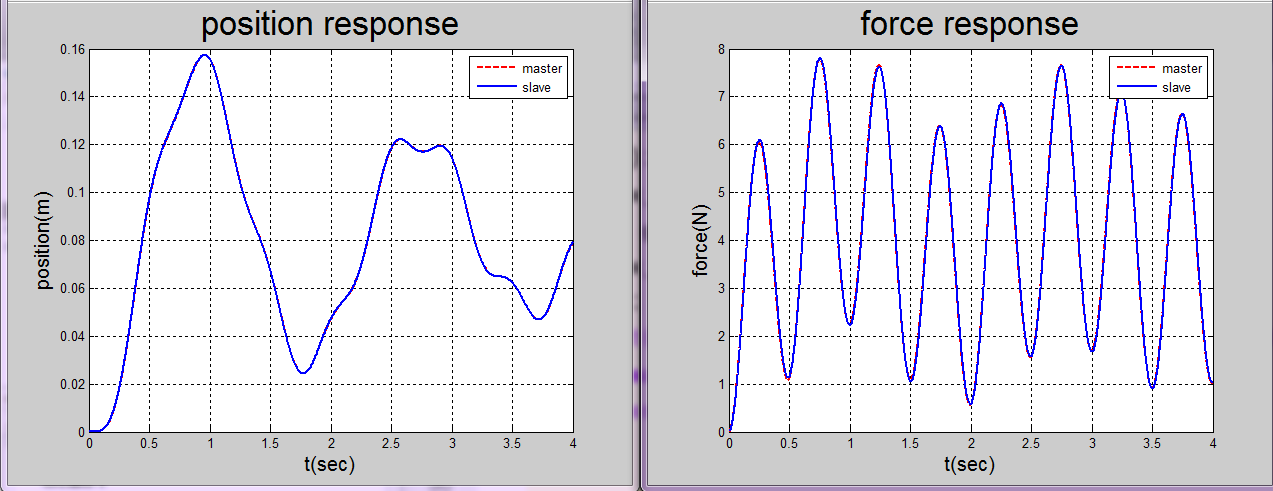 position response
0.16
0.14
0.12
0.1
0.08
0.06
0.04
0.02
0
position(m)
master
slave
0 0.5 1 1.5 2 2.5 3 3.5 4
t(sec)
force response
8
7
6
5
4
3
2
1
0
force(N)
master
slave
0 0.5 1 1.5 2 2.5 3 3.5 4
t(sec)